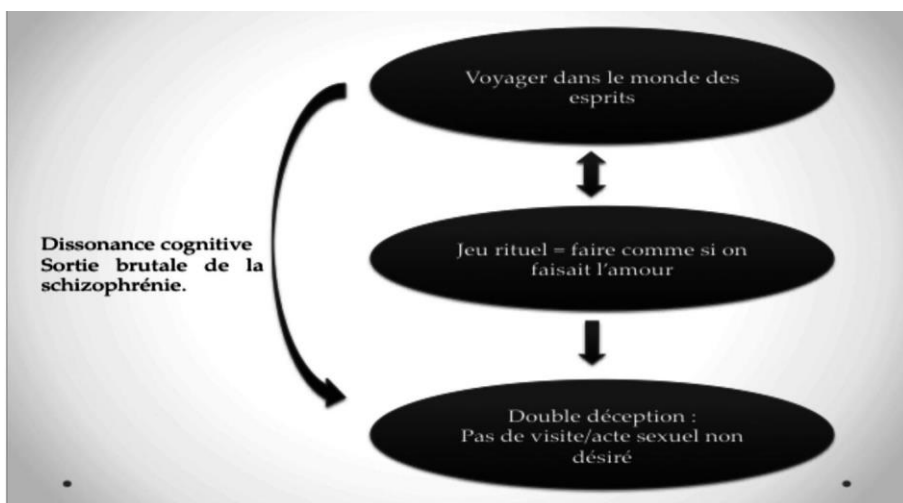 Voyager dans le monde des
esprits
Jeu rituel = faire comme si on
faisait l'amour
Dissonance cognitive
Sortie brutale de la
schizophrénie.
Double déception :
Pas de visite/acte sexuel non
désiré